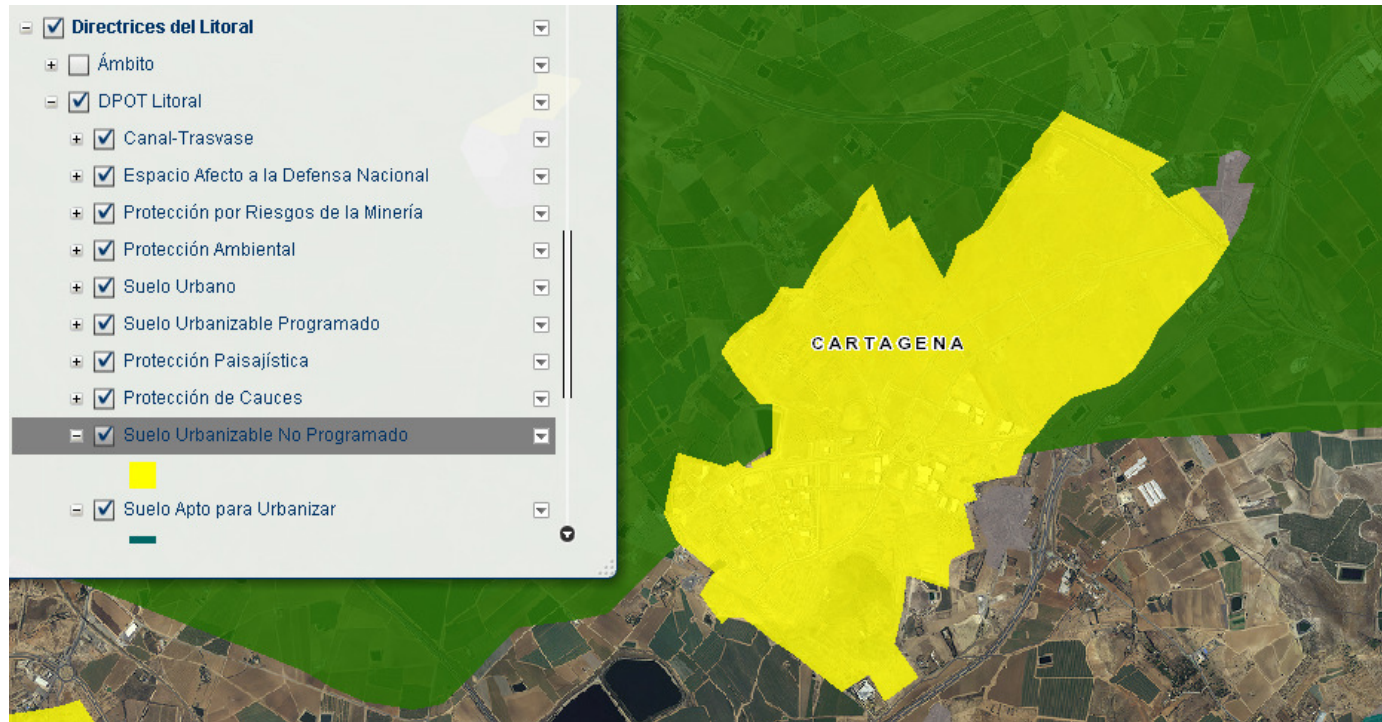 Directrices del Litoral
Ámbito
DPOT Litoral
Canal-Trasvase
Espacio Afecto a la Defensa Nacional
Protección por Riesgos de la Minería
Protección Ambiental
Suelo Urbano
Suelo Urbanizable Programado
Protección Paisajística
Protección de Cauces
Suelo Urbanizable No Programado
Suelo Apto para Urbanizar
CARTAGENA